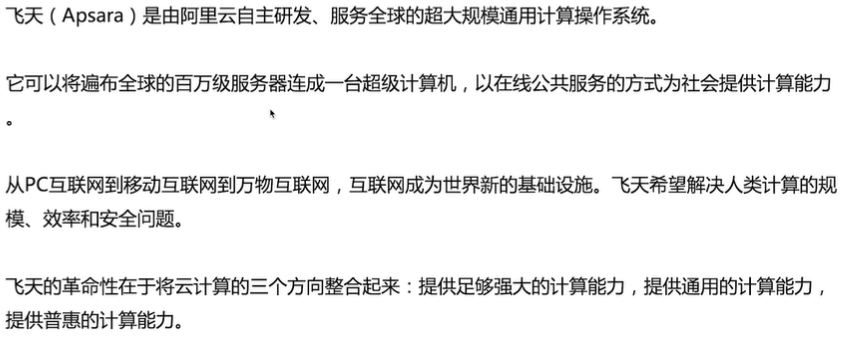 飞天（Apsara）是由阿里云自主研发、服务全球的超大规模通用计算操作系统。
它可以将遍布全球的百万级服务器连成一台超级计算机，以在线公共服务的方式为社会提供计算能力
。
从PC互联网到移动互联网到万物互联网，互联网成为世界新的基础设施。飞天希望解决人类计算的规
模、效率和安全问题。
飞天的革命性在于将云计算的三个方向整合起来：提供足够强大的计算能力，提供通用的计算能力，
提供普惠的计算能力。